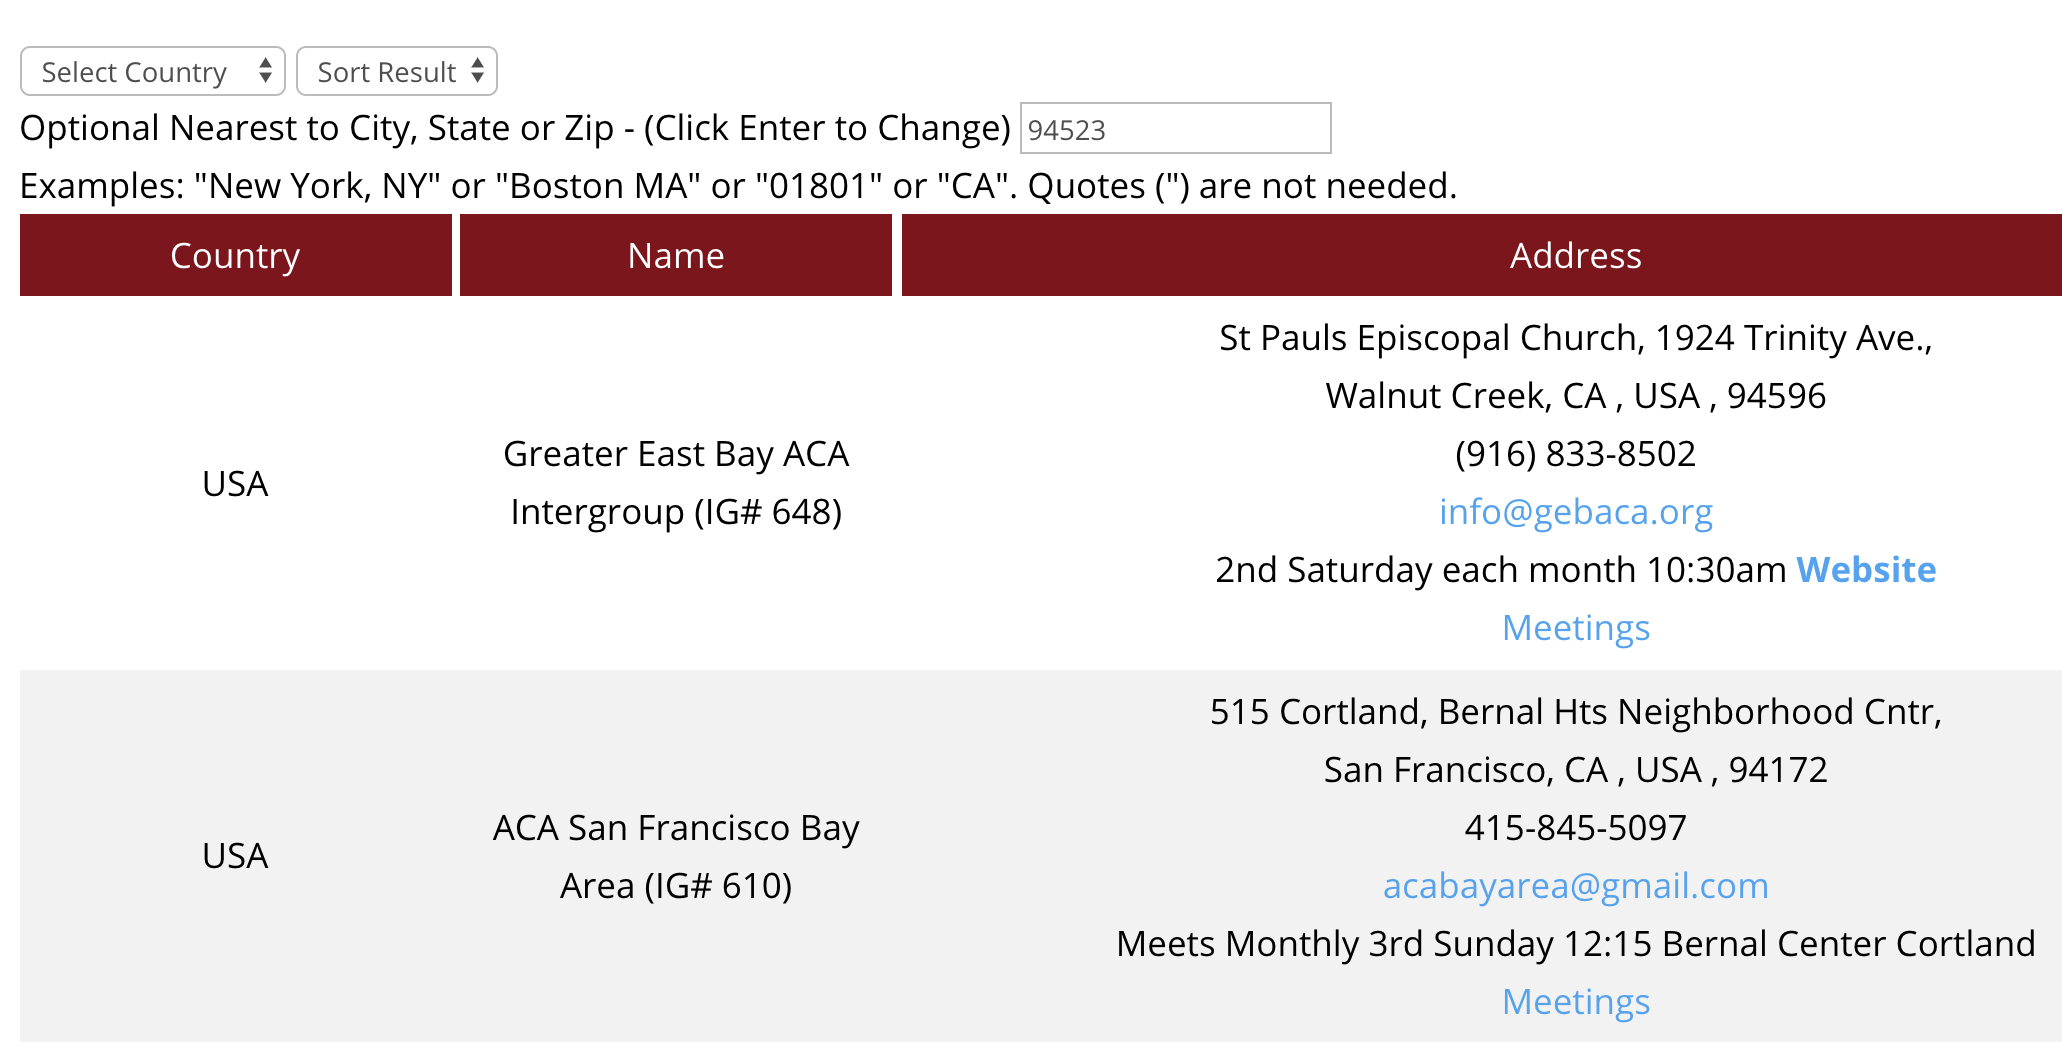 Select Country Sort Result
Optional Nearest to City, State or Zip - (Click Enter to Change) 94523
Examples: "New York, NY" or "Boston MA" or "01801" or "CA". Quotes (") are not needed.
Country Name Address
USA
Greater East Bay ACA
Intergroup (IG# 648)
St Pauls Episcopal Church, 1924 Trinity Ave.,
Walnut Creek, CA , USA , 94596
(916) 833-8502
info@gebaca.org
2nd Saturday each month 10:30am Website
Meetings
USA
ACA San Francisco Bay
Area (IG# 610)
515 Cortland, Bernal Hts Neighborhood Cntr,
San Francisco, CA , USA , 94172
415-845-5097
acabayarea@gmail.com
Meets Monthly 3rd Sunday 12:15 Bernal Center Cortland
Meetings